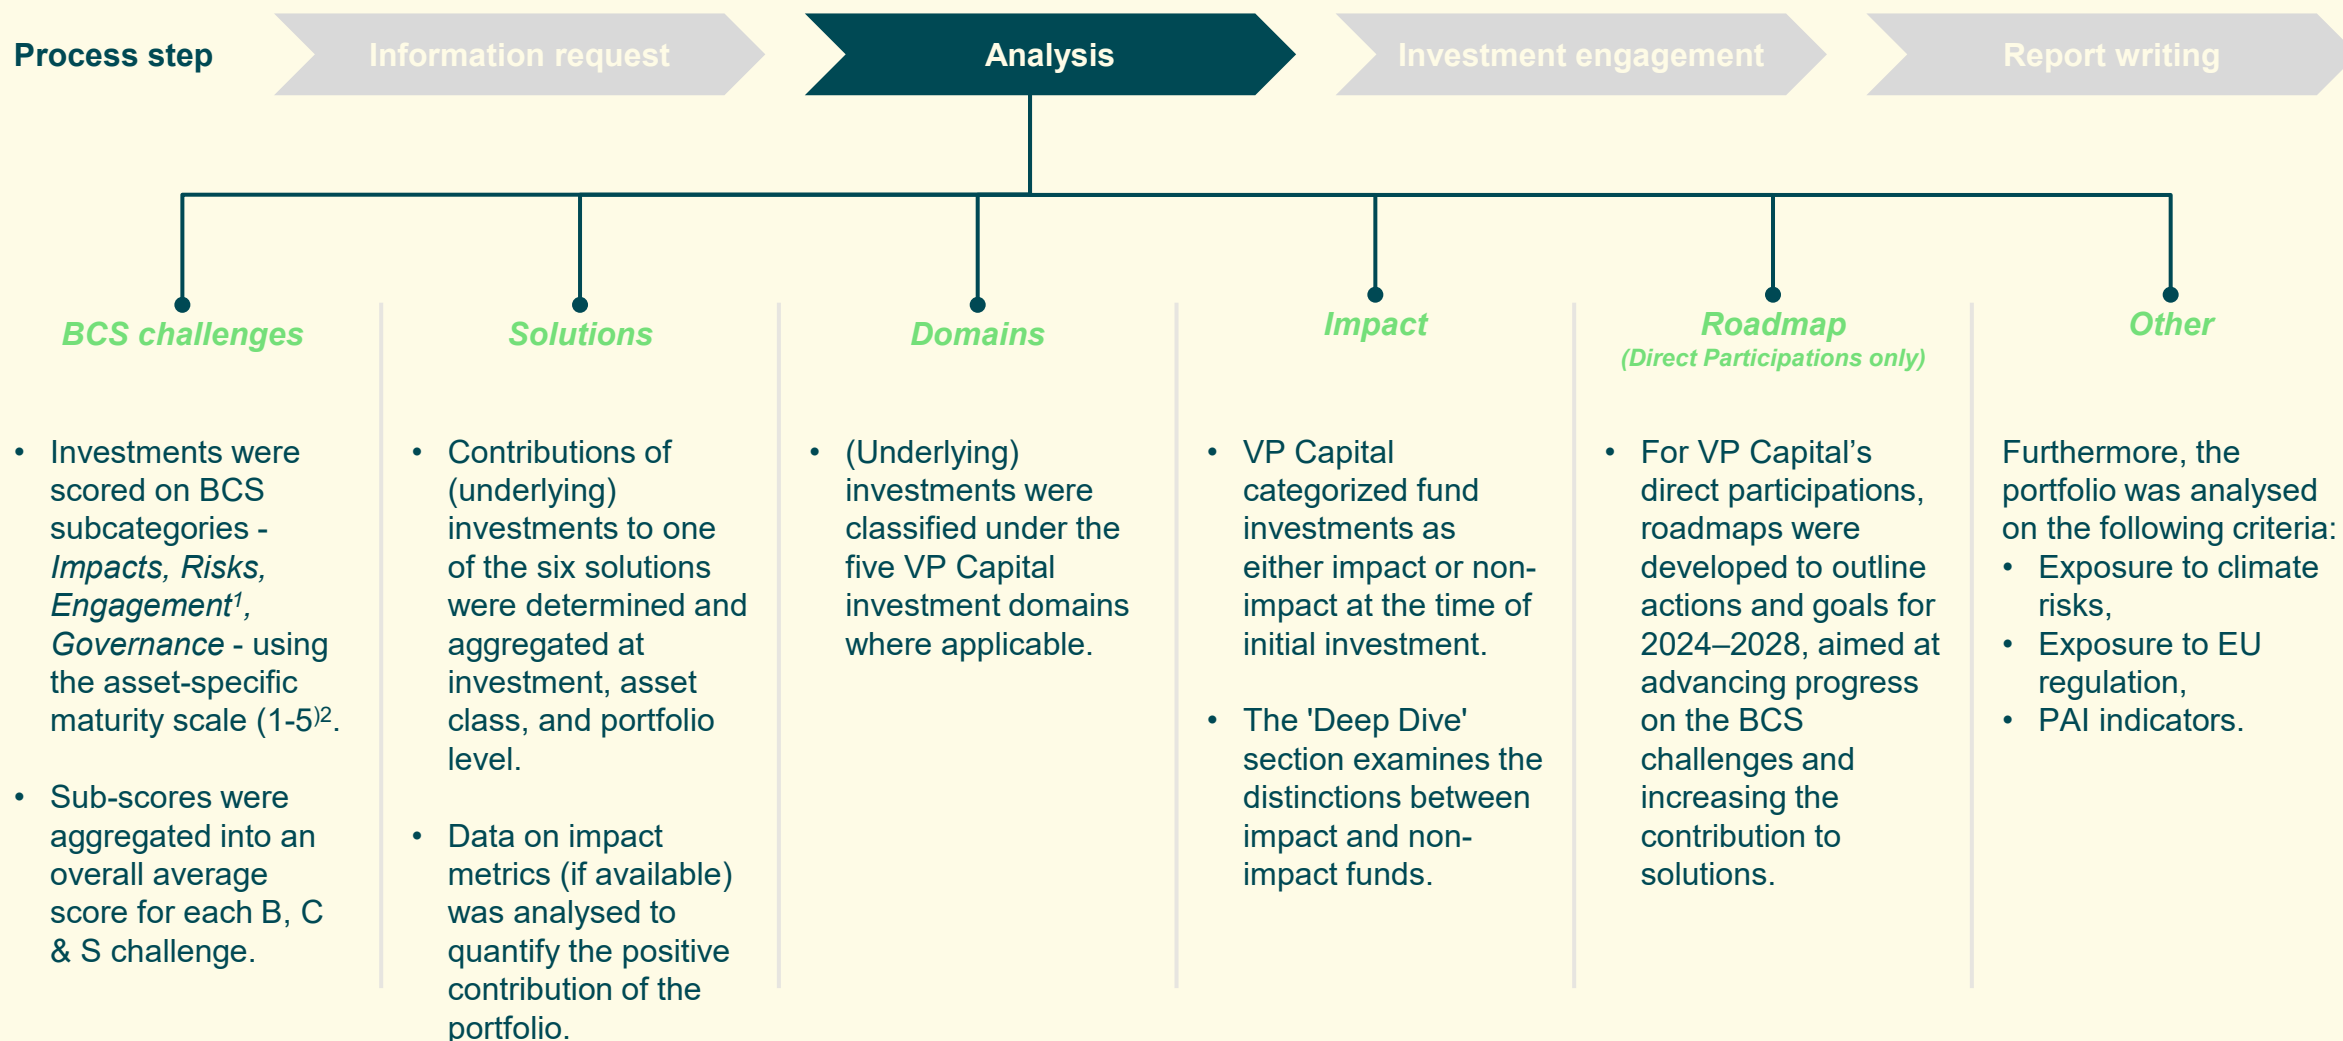 Process step
Information request
Analysis
Investment engagement
Report writing
BCS challenges
• Investments were
scored on BCS
subcategories -
Impacts, Risks,
Engagement¹,
Governance - using
the asset-specific
maturity scale (1-5)².
• Sub-scores were
aggregated into an
overall average
score for each B, C
& S challenge.
Solutions
• Contributions of
(underlying)
investments to one
of the six solutions
were determined and
aggregated at
investment, asset
class, and portfolio
level.
• Data on impact
metrics (if available)
was analysed to
quantify the positive
contribution of the
portfolio.
Domains
• (Underlying)
investments were
classified under the
five VP Capital
investment domains
where applicable.
Impact
• VP Capital
categorized fund
investments as
either impact or non-
impact at the time of
initial investment.
• The 'Deep Dive'
section examines the
distinctions between
impact and non-
impact funds.
Roadmap
(Direct Participations only)
• For VP Capital’s
direct participations,
roadmaps were
developed to outline
actions and goals for
2024–2028, aimed at
advancing progress
on the BCS
challenges and
increasing the
contribution to
solutions.
Other
Furthermore, the
portfolio was analysed
on the following criteria:
• Exposure to climate
risks,
• Exposure to EU
regulation,
• PAI indicators.